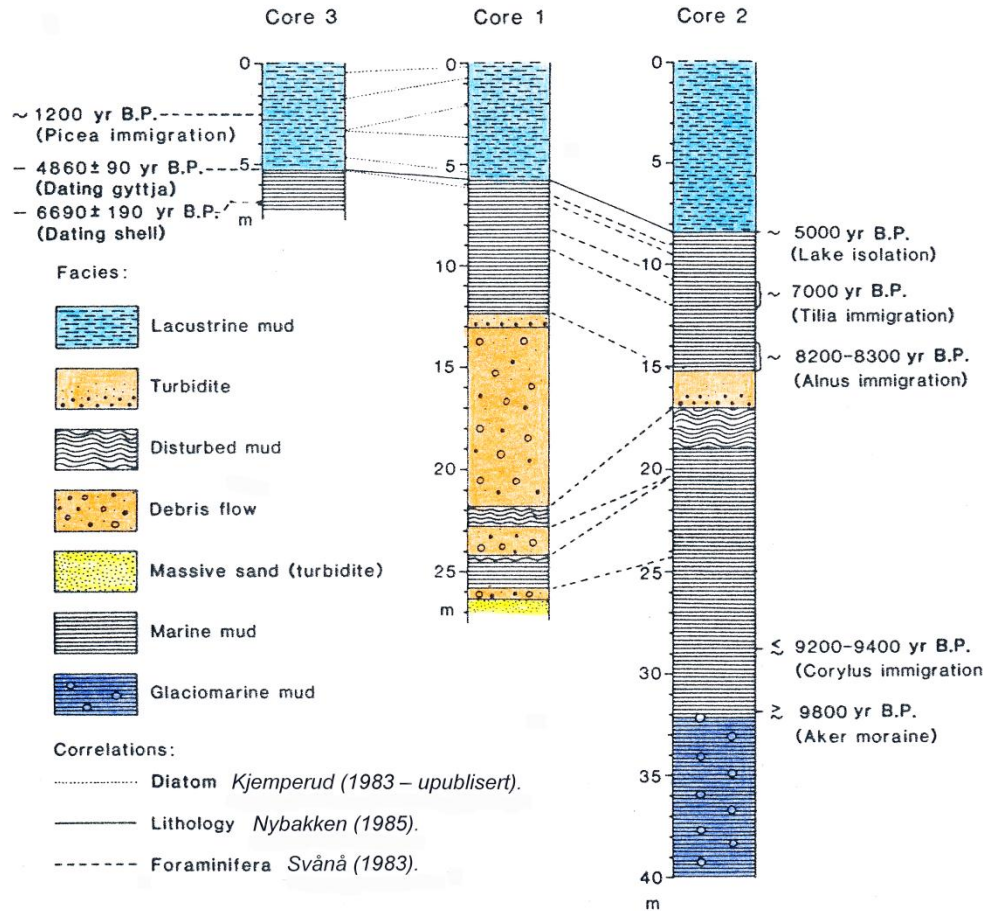 Core 3
Core 1
Core 2
0
5
m
~ 1200 yr B.P.
(Picea immigration)
– 4860± 90 yr B.P.
(Dating gyttja)
– 6690± 190 yr B.P.
(Dating shell)
0
5
10
15
20
25
m
0
5
10
15
20
25
30
35
40
m
~ 5000 yr B.P.
(Lake isolation)
~ 7000 yr B.P.
(Tilia immigration)
~ 8200–8300 yr B.P.
(Alnus immigration)
≲ 9200–9400 yr B.P.
(Corylus immigration
≳ 9800 yr B.P.
(Aker moraine)
Facies:
Lacustrine mud
Turbidite
Disturbed mud
Debris flow
Massive sand (turbidite)
Marine mud
Glaciomarine mud
Correlations:
Diatom Kjemperud (1983 – upublisert).
Lithology Nybakken (1985).
Foraminifera Svånå (1983).